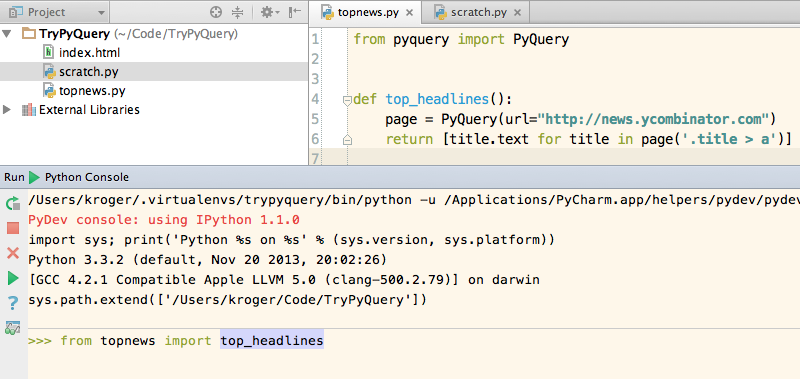 Project
topnews.py
scratch.py
TryPyQuery (~/Code/TryPyQuery)
index.html
scratch.py
topnews.py
External Libraries
1 from pyquery import PyQuery
2
3
4 def top_headlines():
5 page = PyQuery(url="http://news.ycombinator.com")
6 return [title.text for title in page('.title > a')]
7
Run Python Console
/Users/kroger/.virtualenvs/trypyquery/bin/python -u /Applications/PyCharm.app/helpers/pydev/pydev
PyDev console: using IPython 1.1.0
import sys; print('Python %s on %s' % (sys.version, sys.platform))
Python 3.3.2 (default, Nov 20 2013, 20:02:26)
[GCC 4.2.1 Compatible Apple LLVM 5.0 (clang-500.2.79)] on darwin
sys.path.extend(['/Users/kroger/Code/TryPyQuery'])
>>> from topnews import top_headlines